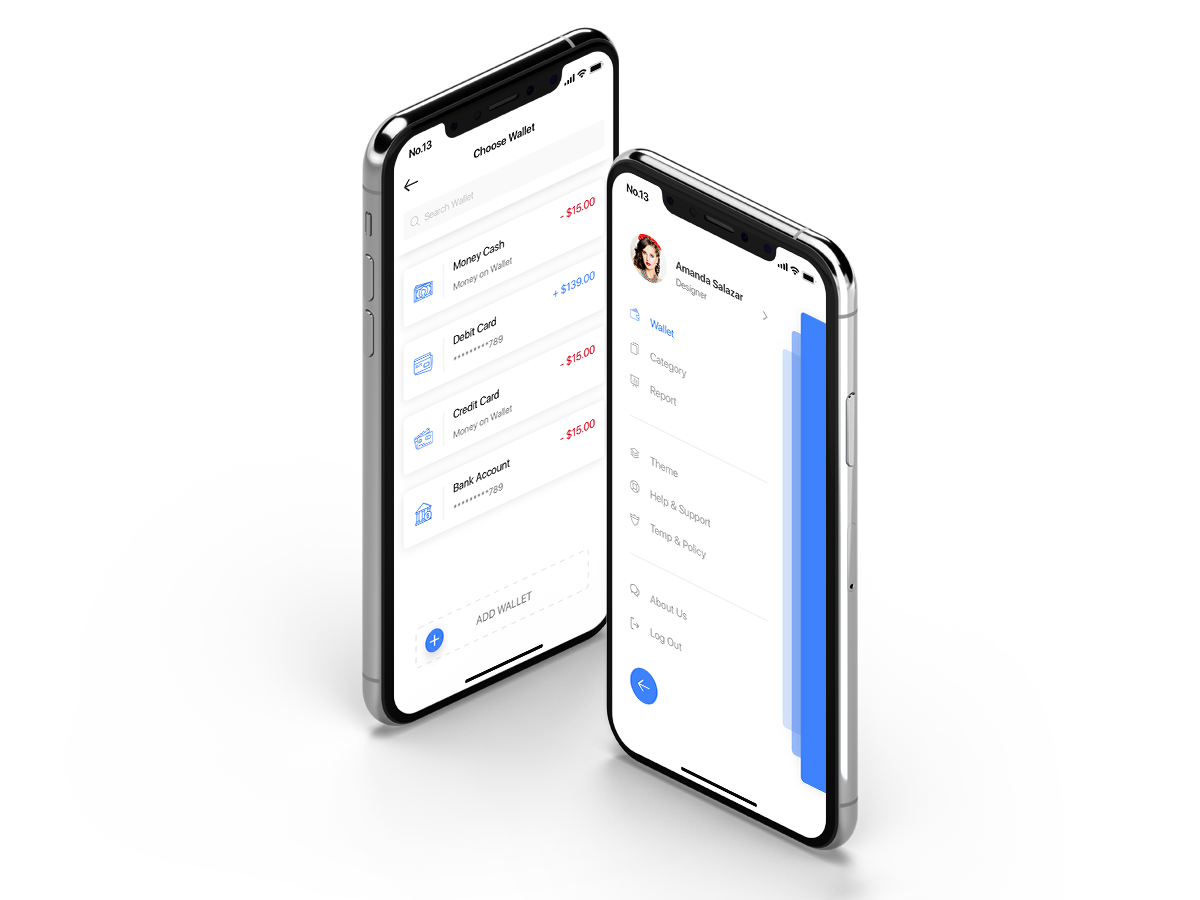 No.13
Choose Wallet
Search Wallet
- $15.00
Money Cash
Money on Wallet
+ $139.00
Debit Card
*********789
- $15.00
Credit Card
Money on Wallet
- $15.00
Bank Account
*********789
ADD WALLET
No.13
Amanda Salazar
Designer
Wallet
Category
Report
Theme
Help & Support
Temp & Policy
About Us
Log Out